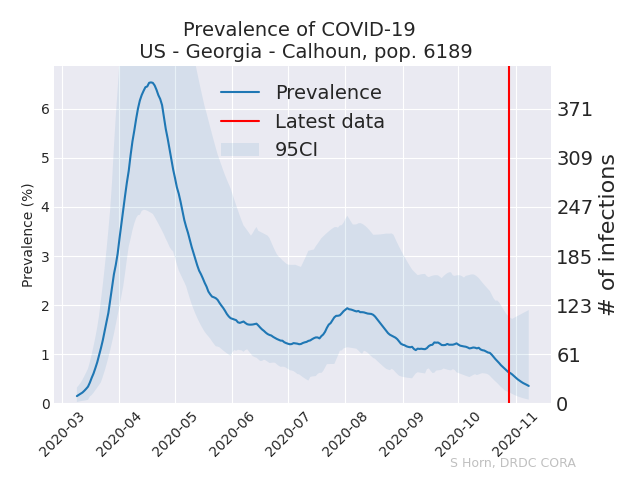 Prevalence of COVID-19
US - Georgia - Calhoun, pop. 6189
Prevalence
Latest data
95CI
Prevalence (%)
6
5
4
3
2
1
0
371
309
247
185
123
61
0
# of infections
2020-03
2020-04
2020-05
2020-06
2020-07
2020-08
2020-09
2020-10
2020-11
S Horn, DRDC CORA